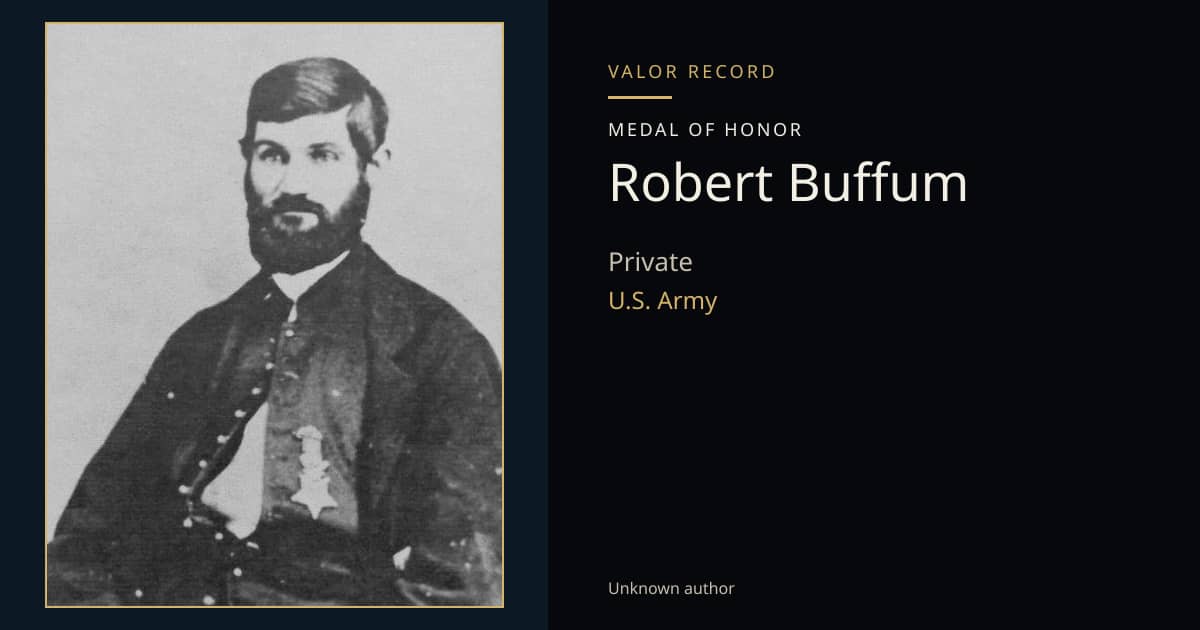 VALOR RECORD
MEDAL OF HONOR
Robert Buffum
Private
U.S. Army
Unknown author